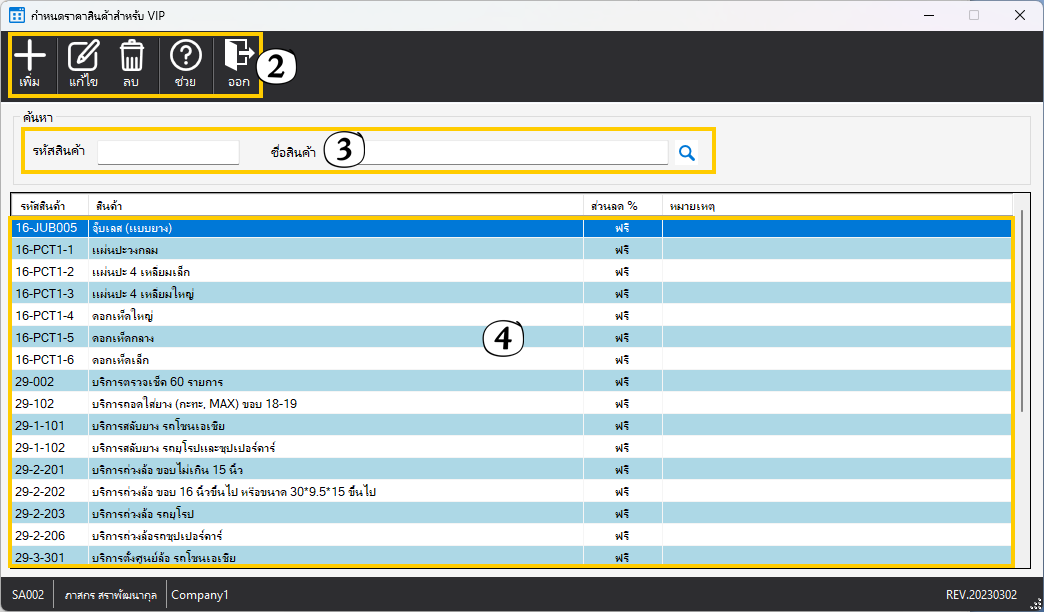 กำหนดราคาสินค้าสำหรับ VIP
เพิ่ม แก้ไข ลบ ช่วย ออก 2
ค้นหา
รหัสสินค้า ชื่อสินค้า 3
รหัสสินค้า สินค้า ส่วนลด % หมายเหตุ
16-JUB005 จุ๊บเลส (แบบยาง) ฟรี
16-PCT1-1 แผ่นปะวงกลม ฟรี
16-PCT1-2 แผ่นปะ 4 เหลี่ยมเล็ก ฟรี
16-PCT1-3 แผ่นปะ 4 เหลี่ยมใหญ่ ฟรี
16-PCT1-4 ดอกเห็ดใหญ่ ฟรี
4
16-PCT1-5 ดอกเห็ดกลาง ฟรี
16-PCT1-6 ดอกเห็ดเล็ก ฟรี
29-002 บริการตรวจเช็ค 60 รายการ ฟรี
29-102 บริการถอดใส่ยาง (กะทะ, MAX) ขอบ 18-19 ฟรี
29-1-101 บริการสลับยาง รถโซนเอเชีย ฟรี
29-1-102 บริการสลับยาง รถยุโรปและซุปเปอร์คาร์ ฟรี
29-2-201 บริการถ่วงล้อ ขอบไม่เกิน 15 นิ้ว ฟรี
29-2-202 บริการถ่วงล้อ ขอบ 16 นิ้วขึ้นไป หรือขนาด 30*9.5*15 ขึ้นไป ฟรี
29-2-203 บริการถ่วงล้อ รถยุโรป ฟรี
29-2-206 บริการถ่วงล้อรถซุปเปอร์คาร์ ฟรี
29-3-301 บริการตั้งศูนย์ล้อ รถโซนเอเชีย ฟรี
SA002 ภาสกร สราพัฒนากุล Company1 REV.20230302